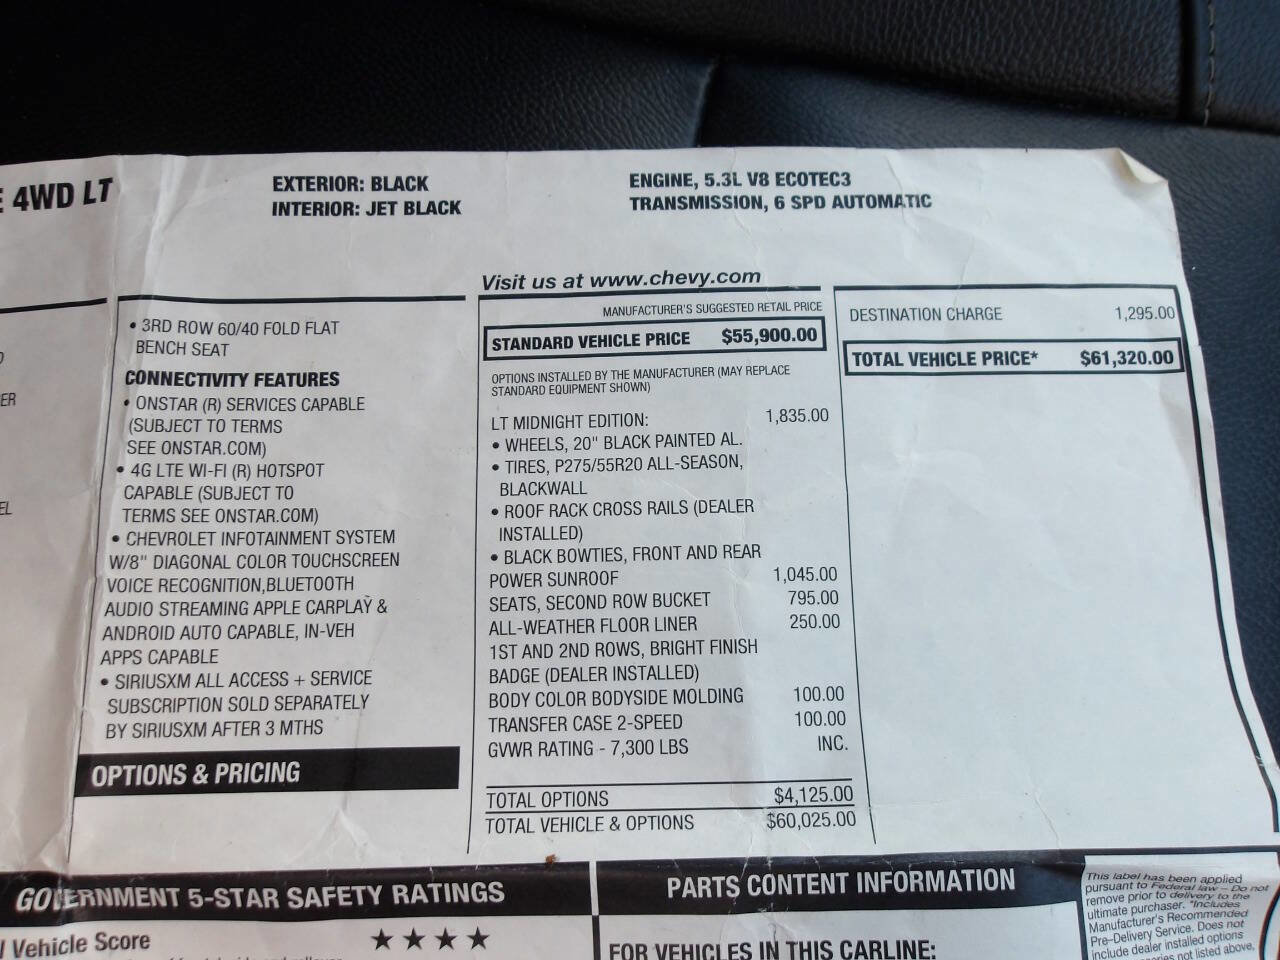 4WD LT
EXTERIOR: BLACK
INTERIOR: JET BLACK
ENGINE, 5.3L V8 ECOTEC3
TRANSMISSION, 6 SPD AUTOMATIC
Visit us at www.chevy.com
• 3RD ROW 60/40 FOLD FLAT
BENCH SEAT
CONNECTIVITY FEATURES
• ONSTAR (R) SERVICES CAPABLE
(SUBJECT TO TERMS
SEE ONSTAR.COM)
• 4G LTE WI-FI (R) HOTSPOT
CAPABLE (SUBJECT TO
TERMS SEE ONSTAR.COM)
• CHEVROLET INFOTAINMENT SYSTEM
W/8" DIAGONAL COLOR TOUCHSCREEN
VOICE RECOGNITION,BLUETOOTH
AUDIO STREAMING APPLE CARPLAY &
ANDROID AUTO CAPABLE, IN-VEH
APPS CAPABLE
• SIRIUSXM ALL ACCESS + SERVICE
SUBSCRIPTION SOLD SEPARATELY
BY SIRIUSXM AFTER 3 MTHS
OPTIONS & PRICING
MANUFACTURER'S SUGGESTED RETAIL PRICE
STANDARD VEHICLE PRICE $55,900.00
OPTIONS INSTALLED BY THE MANUFACTURER (MAY REPLACE
STANDARD EQUIPMENT SHOWN)
LT MIDNIGHT EDITION: 1,835.00
• WHEELS, 20" BLACK PAINTED AL.
• TIRES, P275/55R20 ALL-SEASON,
BLACKWALL
• ROOF RACK CROSS RAILS (DEALER
INSTALLED)
• BLACK BOWTIES, FRONT AND REAR
POWER SUNROOF 1,045.00
SEATS, SECOND ROW BUCKET 795.00
ALL-WEATHER FLOOR LINER 250.00
1ST AND 2ND ROWS, BRIGHT FINISH
BADGE (DEALER INSTALLED)
BODY COLOR BODYSIDE MOLDING 100.00
TRANSFER CASE 2-SPEED 100.00
GVWR RATING - 7,300 LBS INC.
TOTAL OPTIONS $4,125.00
TOTAL VEHICLE & OPTIONS $60,025.00
DESTINATION CHARGE 1,295.00
TOTAL VEHICLE PRICE* $61,320.00
GOVERNMENT 5-STAR SAFETY RATINGS
Vehicle Score ★★★★
PARTS CONTENT INFORMATION
FOR VEHICLES IN THIS CARLINE:
This label has been applied
pursuant to Federal law – Do not
remove prior to delivery to the
ultimate purchaser. *Includes
Manufacturer's Recommended
Pre-Delivery Service. Does not
include dealer installed options
not listed above,